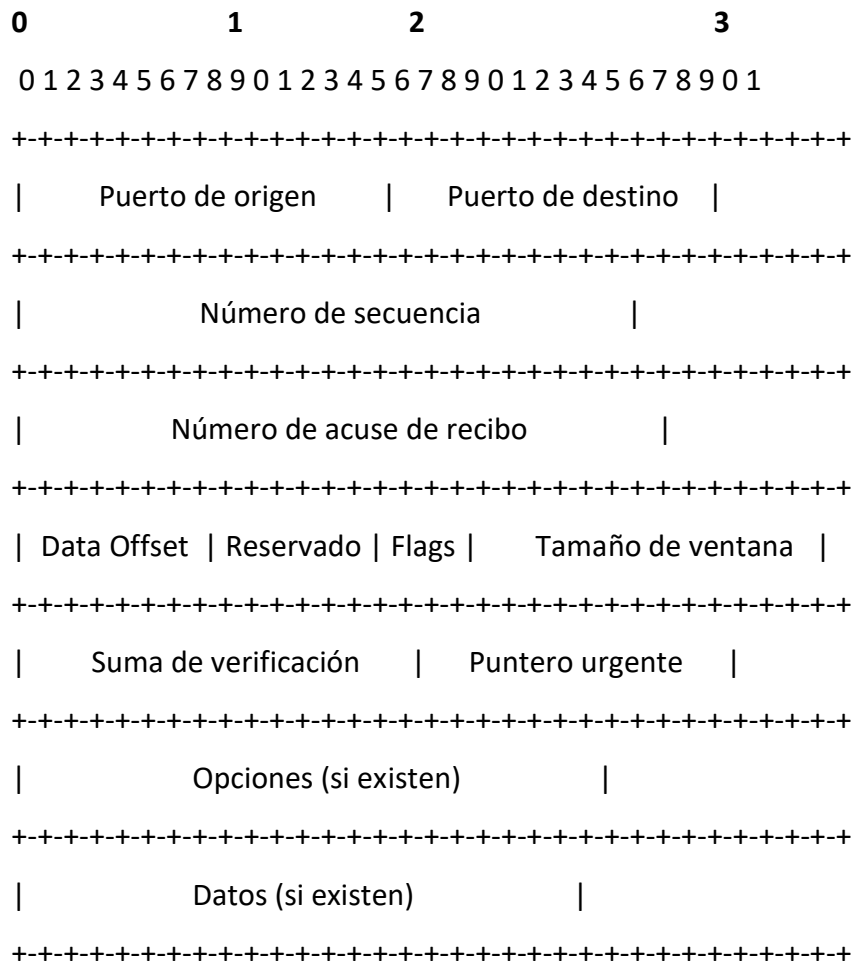 0 1 2 3
0 1 2 3 4 5 6 7 8 9 0 1 2 3 4 5 6 7 8 9 0 1 2 3 4 5 6 7 8 9 0 1
+-+-+-+-+-+-+-+-+-+-+-+-+-+-+-+-+-+-+-+-+-+-+-+-+-+-+-+-+-+-+-+-+
| Puerto de origen | Puerto de destino |
+-+-+-+-+-+-+-+-+-+-+-+-+-+-+-+-+-+-+-+-+-+-+-+-+-+-+-+-+-+-+-+-+
| Número de secuencia |
+-+-+-+-+-+-+-+-+-+-+-+-+-+-+-+-+-+-+-+-+-+-+-+-+-+-+-+-+-+-+-+-+
| Número de acuse de recibo |
+-+-+-+-+-+-+-+-+-+-+-+-+-+-+-+-+-+-+-+-+-+-+-+-+-+-+-+-+-+-+-+-+
| Data Offset | Reservado | Flags | Tamaño de ventana |
+-+-+-+-+-+-+-+-+-+-+-+-+-+-+-+-+-+-+-+-+-+-+-+-+-+-+-+-+-+-+-+-+
| Suma de verificación | Puntero urgente |
+-+-+-+-+-+-+-+-+-+-+-+-+-+-+-+-+-+-+-+-+-+-+-+-+-+-+-+-+-+-+-+-+
| Opciones (si existen) |
+-+-+-+-+-+-+-+-+-+-+-+-+-+-+-+-+-+-+-+-+-+-+-+-+-+-+-+-+-+-+-+-+
| Datos (si existen) |
+-+-+-+-+-+-+-+-+-+-+-+-+-+-+-+-+-+-+-+-+-+-+-+-+-+-+-+-+-+-+-+-+